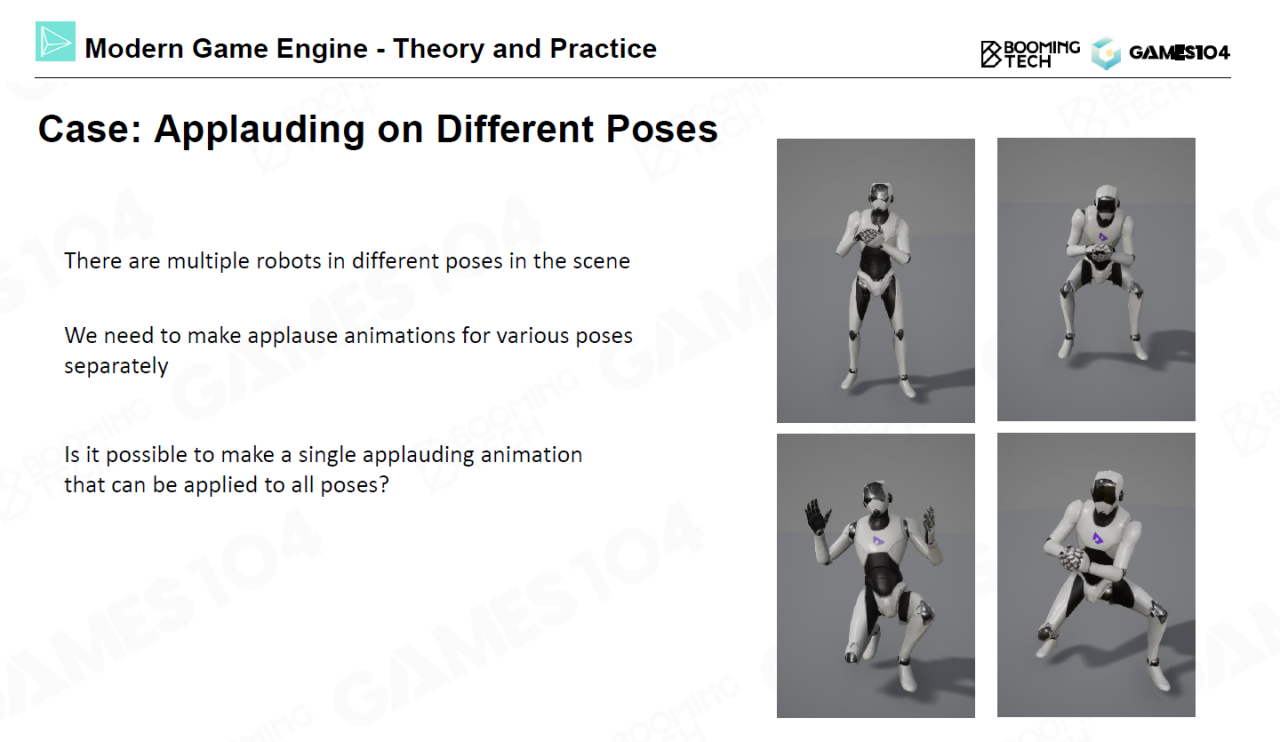 Modern Game Engine - Theory and Practice
BOOMING
TECH
GAMES104
Case: Applauding on Different Poses
There are multiple robots in different poses in the scene
We need to make applause animations for various poses
separately
Is it possible to make a single applauding animation
that can be applied to all poses?